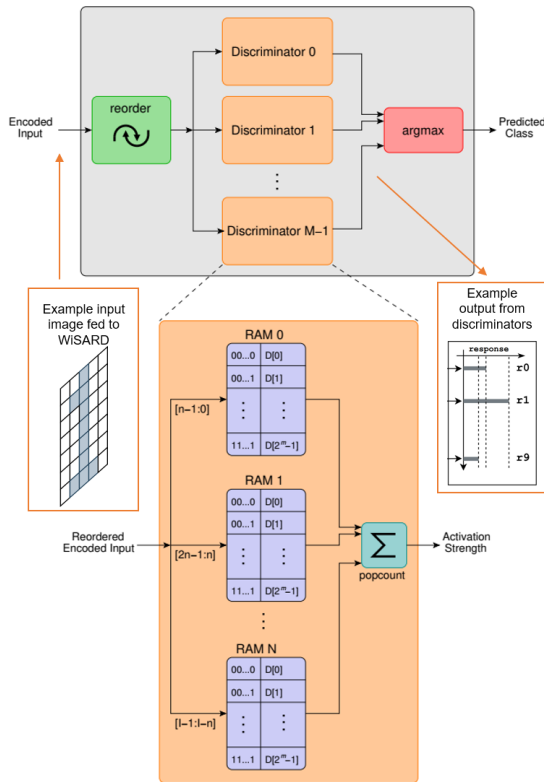 Encoded
Input
reorder
Discriminator 0
Discriminator 1
Discriminator M−1
argmax
Predicted
Class
Example input
image fed to
WiSARD
Example
output from
discriminators
response
r0
r1
r9
RAM 0
00...0 D[0]
00...1 D[1]
11...1 D[2ᵐ−1]
[n−1:0]
RAM 1
00...0 D[0]
00...1 D[1]
11...1 D[2ᵐ−1]
Reordered
Encoded Input
[2n−1:n]
Σ
popcount
Activation
Strength
RAM N
00...0 D[0]
00...1 D[1]
11...1 D[2ᵐ−1]
[I−1:I−n]